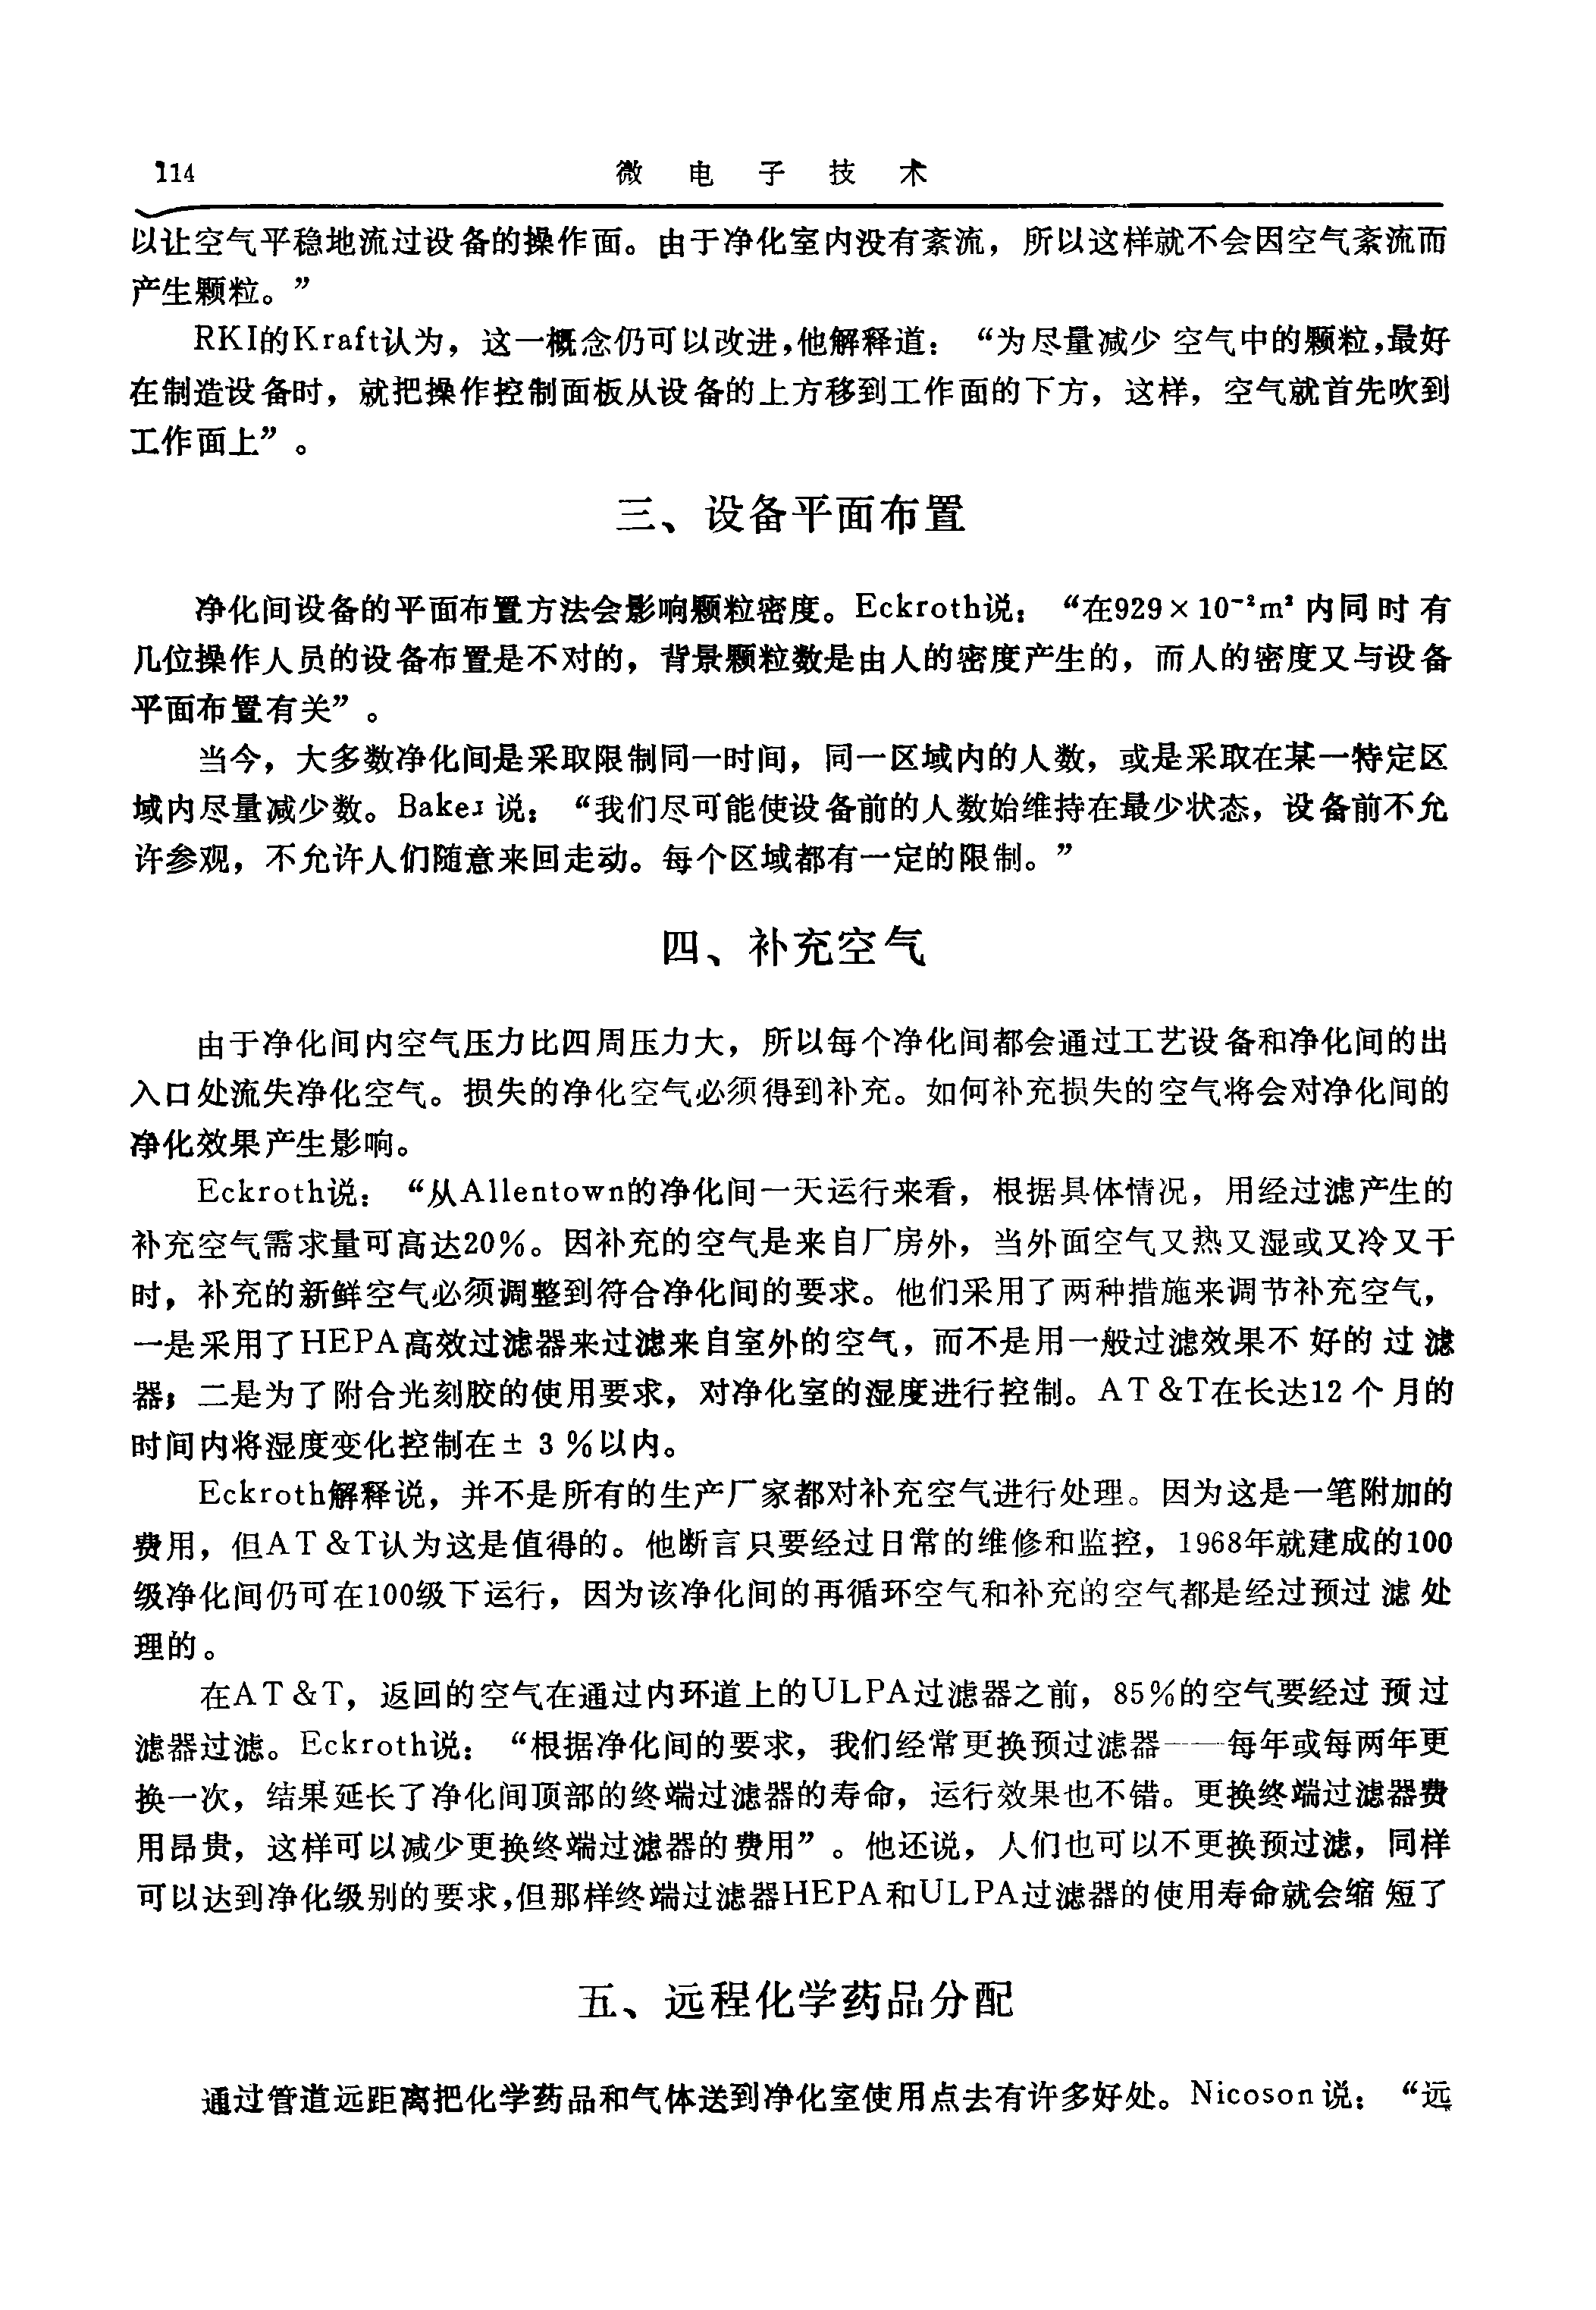 114
微电子技术
以让空气平稳地流过设备的操作面。由于净化室内没有紊流，所以这样就不会因空气紊流而
产生颗粒。”
RKI的Kraft认为，这一概念仍可以改进，他解释道：“为尽量减少空气中的颗粒，最好
在制造设备时，就把操作控制面板从设备的上方移到工作面的下方，这样，空气就首先吹到
工作面上”。
三、设备平面布置
净化间设备的平面布置方法会影响颗粒密度。Eckroth说：“在929×10⁻²m²内同时有
几位操作人员的设备布置是不对的，背景颗粒数是由人的密度产生的，而人的密度又与设备
平面布置有关”。
当今，大多数净化间是采取限制同一时间，同一区域内的人数，或是采取在某一特定区
域内尽量减少数。Baker说：“我们尽可能使设备前的人数始维持在最少状态，设备前不允
许参观，不允许人们随意来回走动。每个区域都有一定的限制。”
四、补充空气
由于净化间内空气压力比四周压力大，所以每个净化间都会通过工艺设备和净化间的出
入口处流失净化空气。损失的净化空气必须得到补充。如何补充损失的空气将会对净化间的
净化效果产生影响。
Eckroth说：“从Allentown的净化间一天运行来看，根据具体情况，用经过滤产生的
补充空气需求量可高达20％。因补充的空气是来自厂房外，当外面空气又热又湿或又冷又干
时，补充的新鲜空气必须调整到符合净化间的要求。他们采用了两种措施来调节补充空气，
一是采用了HEPA高效过滤器来过滤来自室外的空气，而不是用一般过滤效果不好的过滤
器；二是为了附合光刻胶的使用要求，对净化室的湿度进行控制。AT&T在长达12个月的
时间内将湿度变化控制在±3％以内。
Eckroth解释说，并不是所有的生产厂家都对补充空气进行处理。因为这是一笔附加的
费用，但AT&T认为这是值得的。他断言只要经过日常的维修和监控，1968年就建成的100
级净化间仍可在100级下运行，因为该净化间的再循环空气和补充的空气都是经过预过滤处
理的。
在AT&T，返回的空气在通过内环道上的ULPA过滤器之前，85％的空气要经过预过
滤器过滤。Eckroth说：“根据净化间的要求，我们经常更换预过滤器——每年或每两年更
换一次，结果延长了净化间顶部的终端过滤器的寿命，运行效果也不错。更换终端过滤器费
用昂贵，这样可以减少更换终端过滤器的费用”。他还说，人们也可以不更换预过滤，同样
可以达到净化级别的要求，但那样终端过滤器HEPA和ULPA过滤器的使用寿命就会缩短了
五、远程化学药品分配
通过管道远距离把化学药品和气体送到净化室使用点去有许多好处。Nicoson说：“远